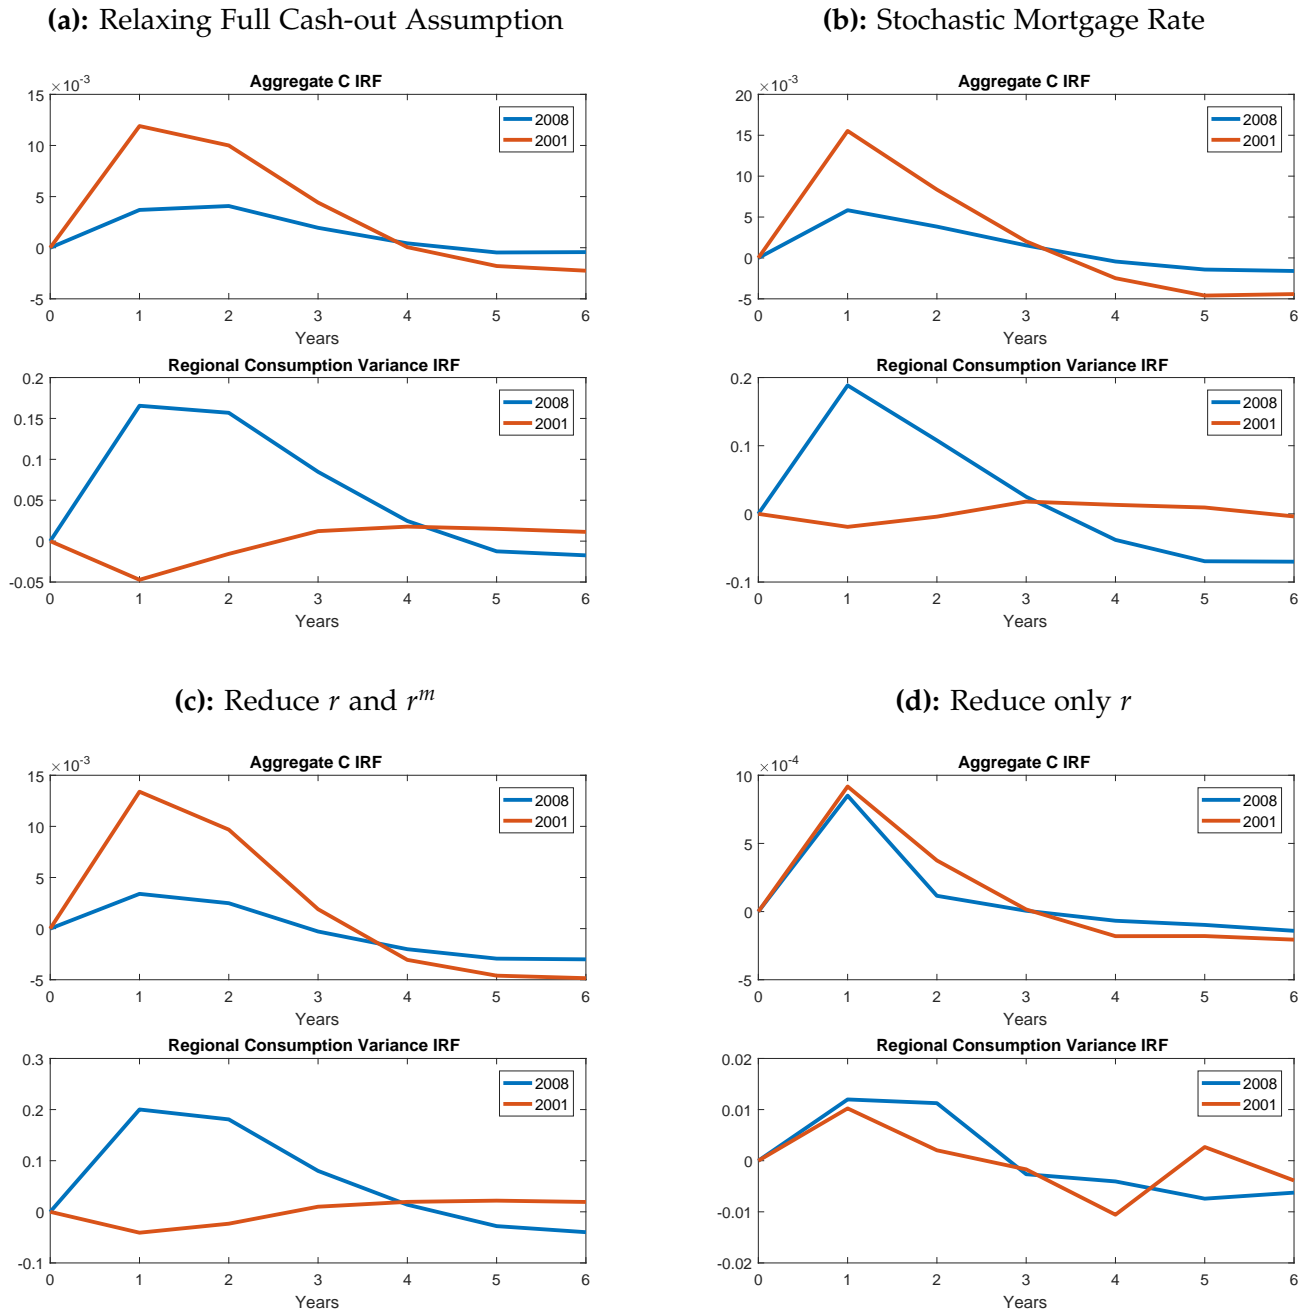 (a): Relaxing Full Cash-out Assumption
Aggregate C IRF
×10⁻³
15
10
5
0
-5
0 1 2 3 4 5 6
Years
2008
2001
Regional Consumption Variance IRF
0.2
0.15
0.1
0.05
0
-0.05
0 1 2 3 4 5 6
Years
2008
2001
(b): Stochastic Mortgage Rate
Aggregate C IRF
×10⁻³
20
15
10
5
0
-5
0 1 2 3 4 5 6
Years
2008
2001
Regional Consumption Variance IRF
0.2
0.1
0
-0.1
0 1 2 3 4 5 6
Years
2008
2001
(c): Reduce r and rᵐ
Aggregate C IRF
×10⁻³
15
10
5
0
-5
0 1 2 3 4 5 6
Years
2008
2001
Regional Consumption Variance IRF
0.3
0.2
0.1
0
-0.1
0 1 2 3 4 5 6
Years
2008
2001
(d): Reduce only r
Aggregate C IRF
×10⁻⁴
10
5
0
-5
0 1 2 3 4 5 6
Years
2008
2001
Regional Consumption Variance IRF
0.02
0.01
0
-0.01
-0.02
0 1 2 3 4 5 6
Years
2008
2001